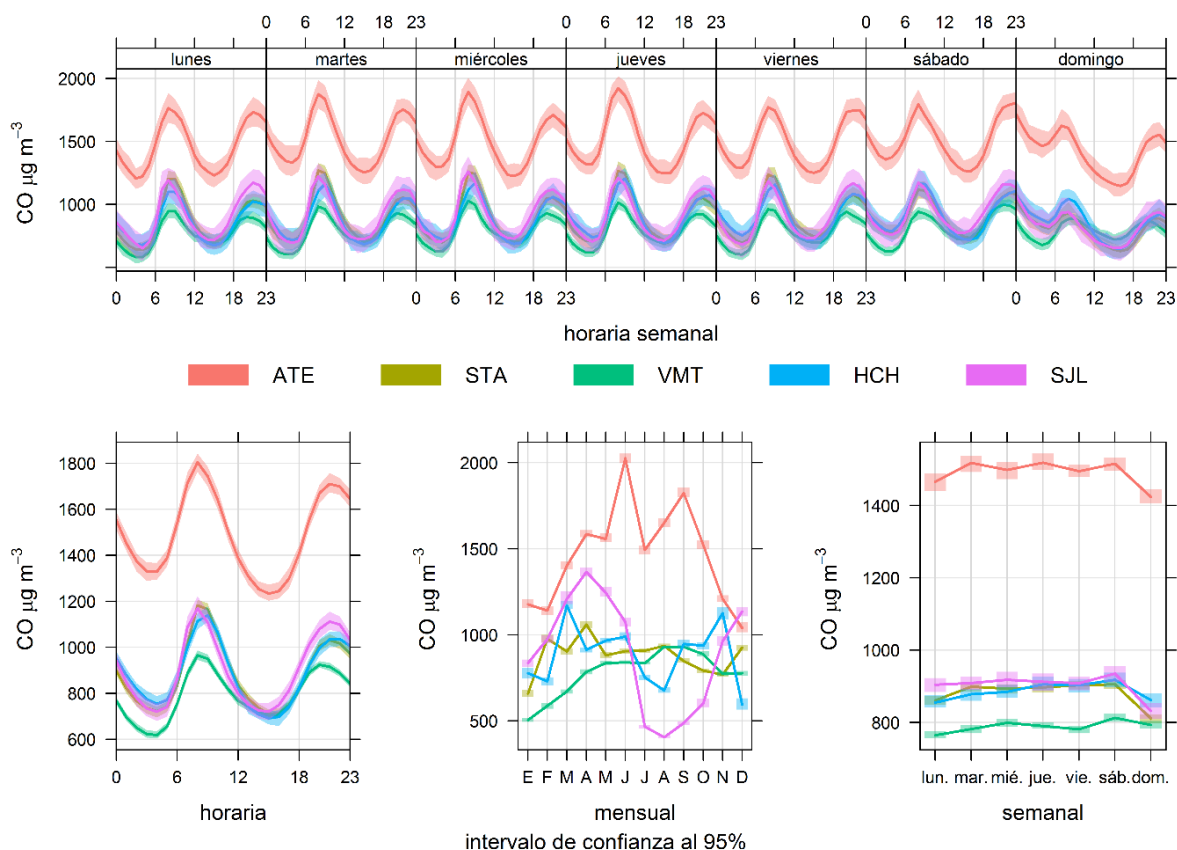 0 6 12 18 23 0 6 12 18 23 0 6 12 18 23
lunes martes miércoles jueves viernes sábado domingo
2000
1500
1000
CO µg m⁻³
0 6 12 18 23 0 6 12 18 23 0 6 12 18 23 0 6 12 18 23
horaria semanal
ATE STA VMT HCH SJL
1800
1600
1400
1200
1000
800
600
CO µg m⁻³
0 6 12 18 23
horaria
2000
1500
1000
500
CO µg m⁻³
E F M A M J J A S O N D
mensual
1400
1200
1000
800
CO µg m⁻³
lun. mar. mié. jue. vie. sáb. dom.
semanal
intervalo de confianza al 95%